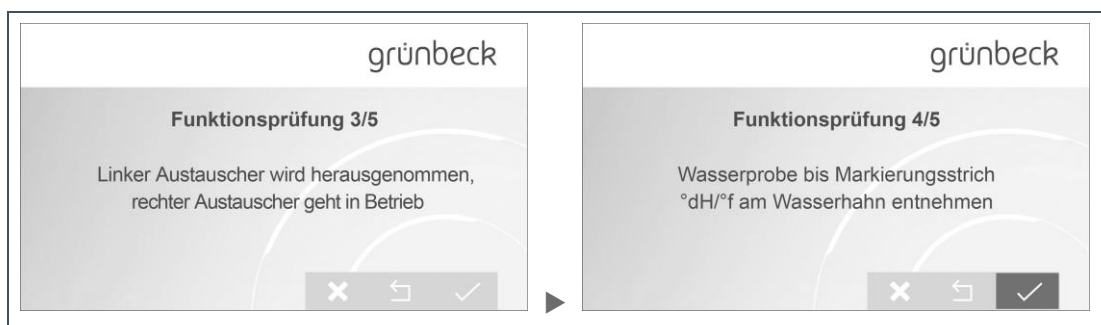 grünbeck
Funktionsprüfung 3/5
Linker Austauscher wird herausgenommen,
rechter Austauscher geht in Betrieb
grünbeck
Funktionsprüfung 4/5
Wasserprobe bis Markierungsstrich
°dH/°f am Wasserhahn entnehmen